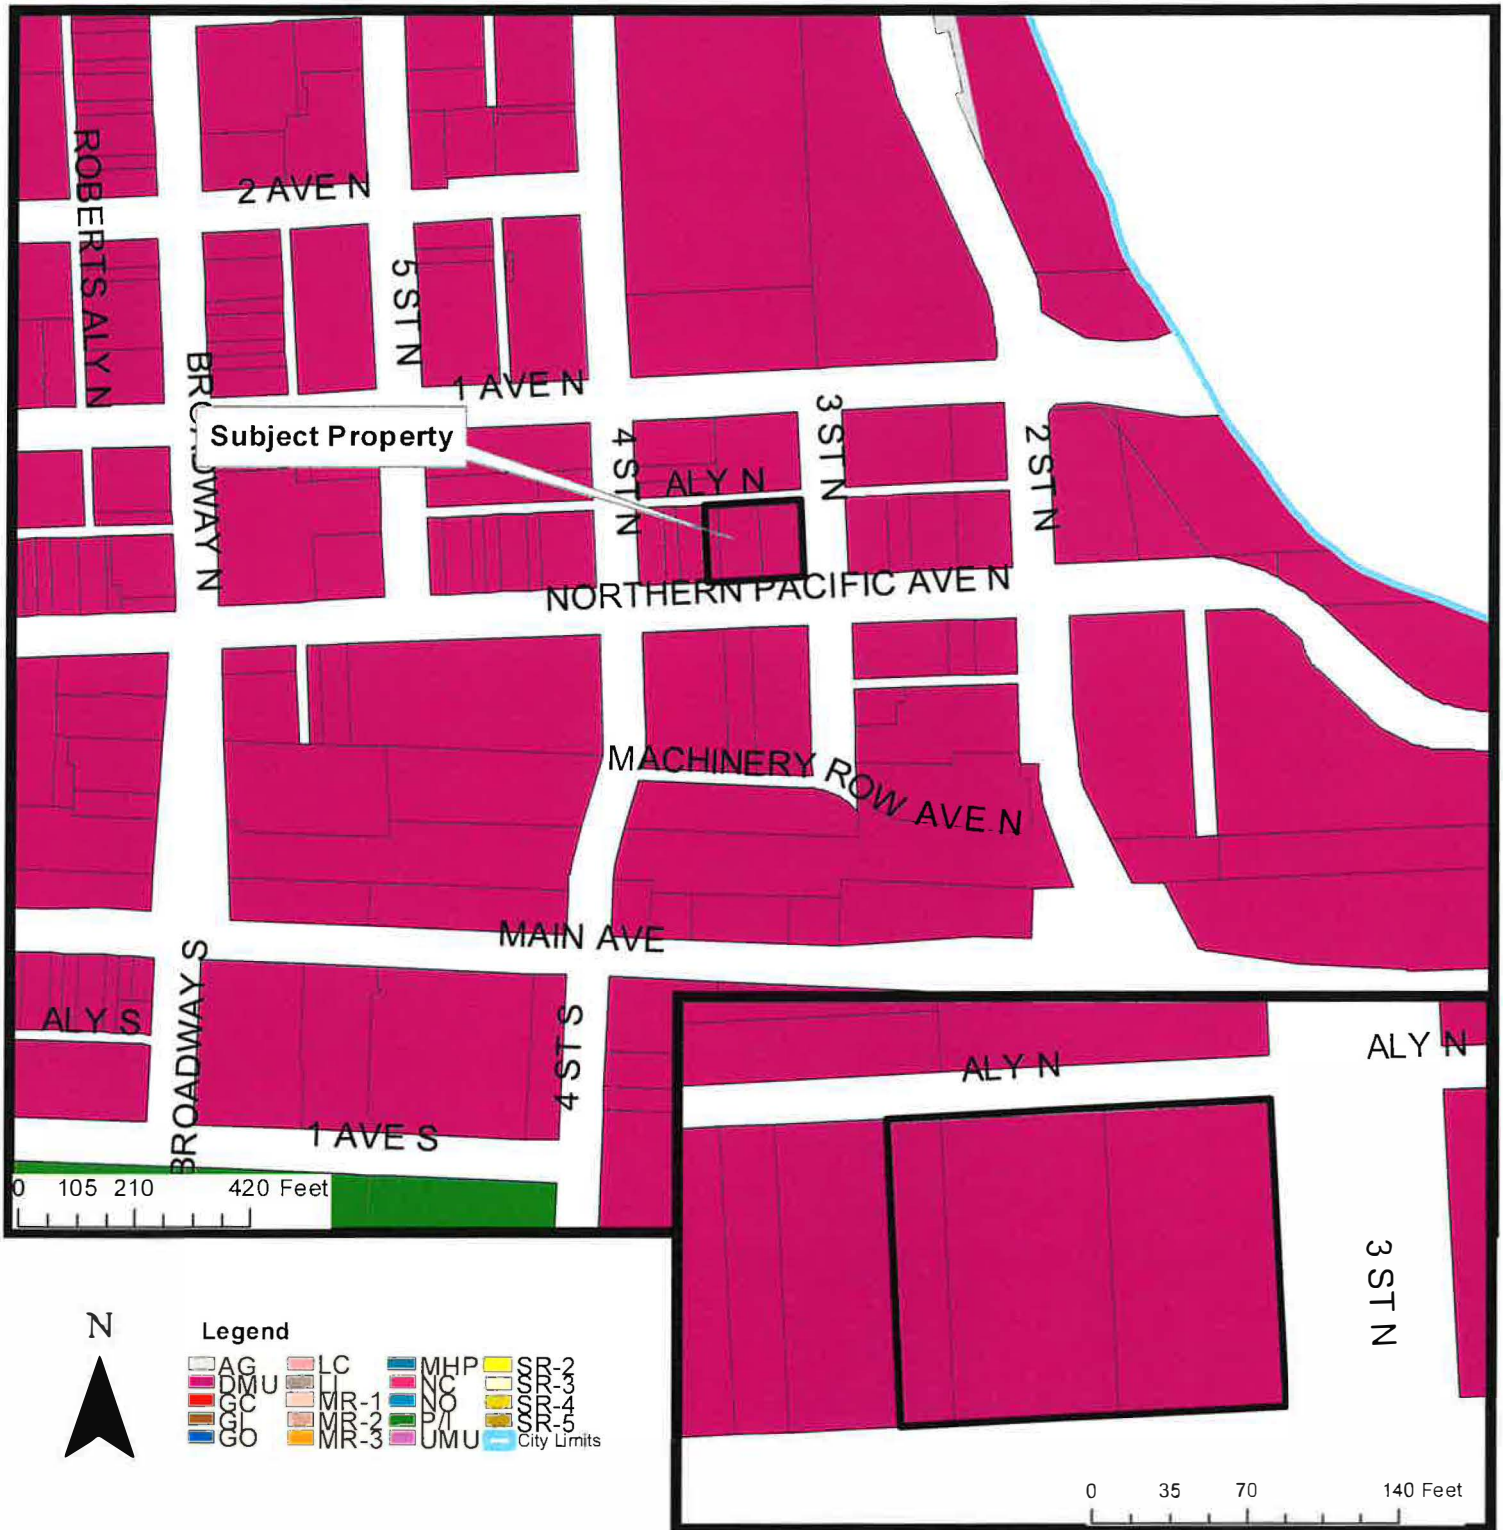 ROBERTS ALY N
2 AVE N
5 ST N
BROADWAY N
1 AVE N
Subject Property
4 ST N
ALY N
3 ST N
2 ST N
NORTHERN PACIFIC AVE N
MACHINERY ROW AVE N
MAIN AVE
ALY S
BROADWAY S
4 ST S
1 AVE S
0 105 210 420 Feet
ALY N
ALY N
3 ST N
0 35 70 140 Feet
N
Legend
AG LC MHP SR-2
DMU LI NC SR-3
GC MR-1 NO SR-4
GI MR-2 P/I SR-5
GO MR-3 UMU City Limits